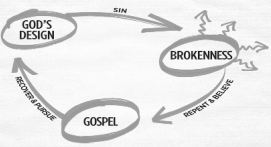 SIN
GOD'S
DESIGN
BROKENNESS
REPENT & BELIEVE
GOSPEL
RECOVER & PURSUE